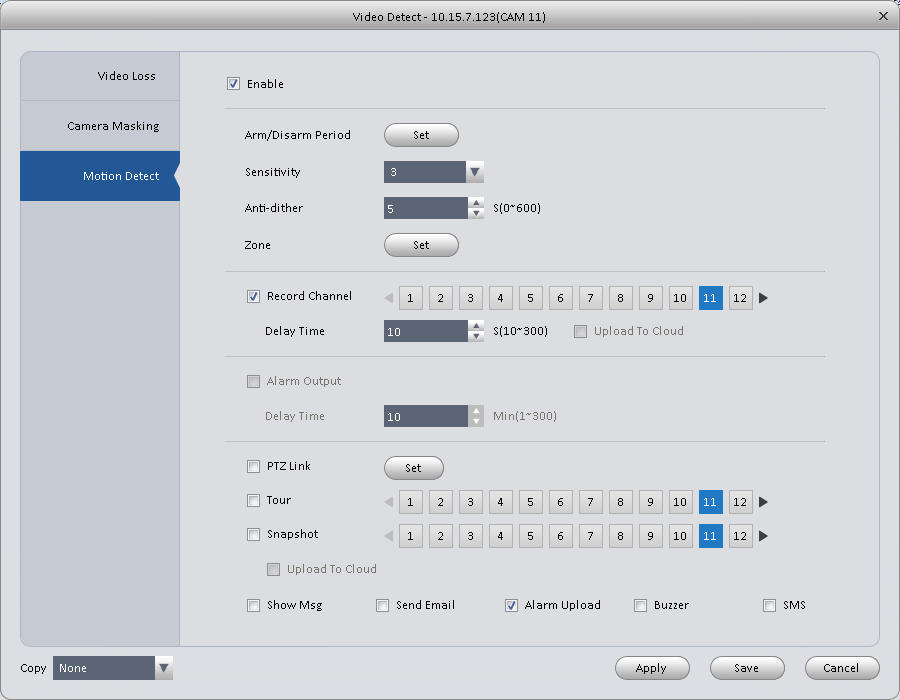 Video Detect - 10.15.7.123(CAM 11)
Video Loss
Camera Masking
Motion Detect
Enable
Arm/Disarm Period Set
Sensitivity 3
Anti-dither 5 S(0~600)
Zone Set
Record Channel 1 2 3 4 5 6 7 8 9 10 11 12
Delay Time 10 S(10~300) Upload To Cloud
Alarm Output
Delay Time 10 Min(1~300)
PTZ Link Set
Tour 1 2 3 4 5 6 7 8 9 10 11 12
Snapshot 1 2 3 4 5 6 7 8 9 10 11 12
Upload To Cloud
Show Msg Send Email Alarm Upload Buzzer SMS
Copy None Apply Save Cancel